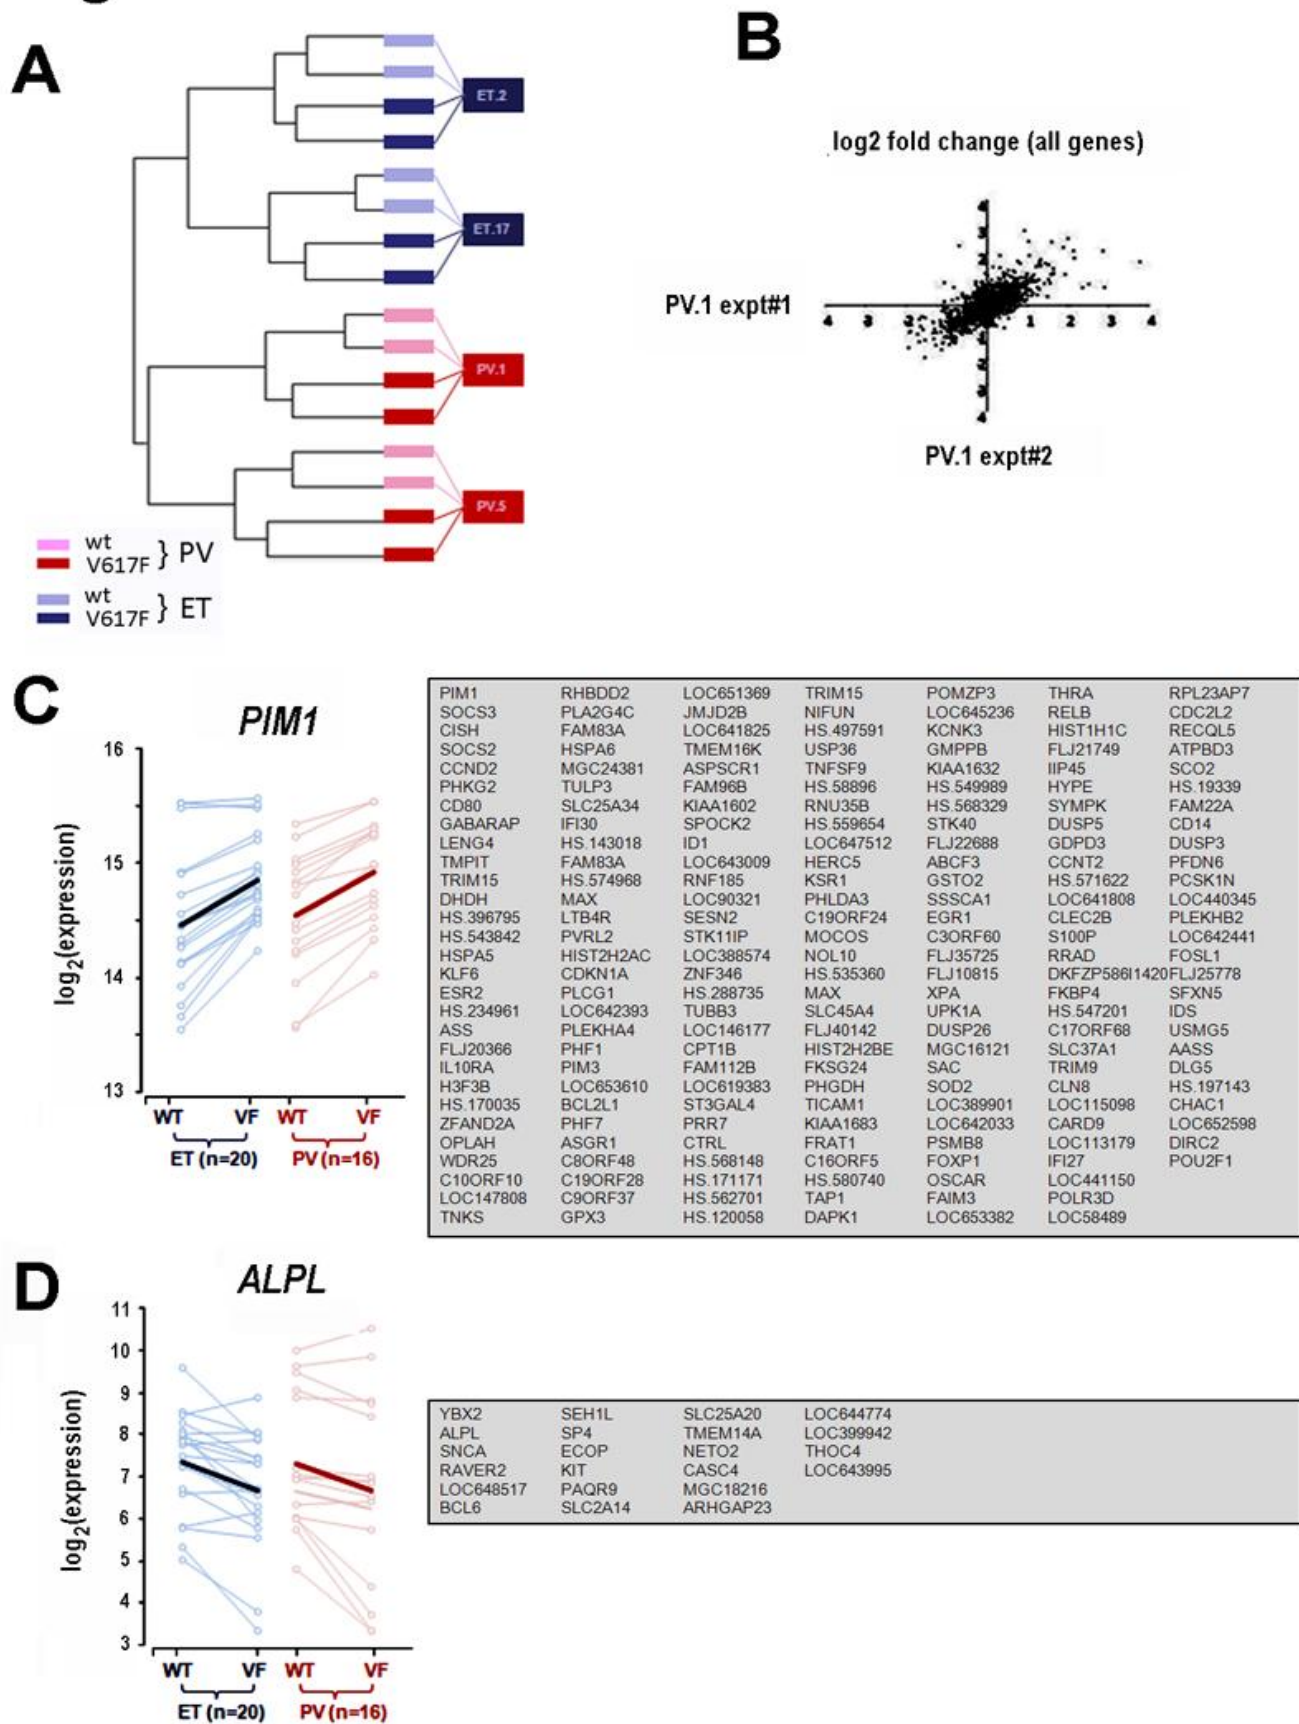 A
ET.2
ET.17
PV.1
PV.5
wt
V617F } PV
wt
V617F } ET
B
log2 fold change (all genes)
4
3
2
PV.1 expt#1
4 3 2 1 2 3 4
1
2
3
4
PV.1 expt#2
C
PIM1
log2(expression)
16
15
14
13
WT VF WT VF
ET (n=20) PV (n=16)
PIM1 RHBDD2 LOC651369 TRIM15 POMZP3 THRA RPL23AP7
SOCS3 PLA2G4C JMJD2B NIFUN LOC645236 RELB CDC2L2
CISH FAM83A LOC641825 HS.497591 KCNK3 HIST1H1C RECQL5
SOCS2 HSPA6 TMEM16K USP36 GMPPB FLJ21749 ATPBD3
CCND2 MGC24381 ASPSCR1 TNFSF9 KIAA1632 IIP45 SCO2
PHKG2 TULP3 FAM96B HS.58896 HS.549989 HYPE HS.19339
CD80 SLC25A34 KIAA1602 RNU35B HS.568329 SYMPK FAM22A
GABARAP IFI30 SPOCK2 HS.559654 STK40 DUSP5 CD14
LENG4 HS.143018 ID1 LOC647512 FLJ22688 GDPD3 DUSP3
TMPIT FAM83A LOC643009 HERC5 ABCF3 CCNT2 PFDN6
TRIM15 HS.574968 RNF185 KSR1 GSTO2 HS.571622 PCSK1N
DHDH MAX LOC90321 PHLDA3 SSSCA1 LOC641808 LOC440345
HS.396795 LTB4R SESN2 C19ORF24 EGR1 CLEC2B PLEKHB2
HS.543842 PVRL2 STK11IP MOCOS C3ORF60 S100P LOC642441
HSPA5 HIST2H2AC LOC388574 NOL10 FLJ35725 RRAD FOSL1
KLF6 CDKN1A ZNF346 HS.535360 FLJ10815 DKFZP586I1420 FLJ25778
ESR2 PLCG1 HS.288735 MAX XPA FKBP4 SFXN5
HS.234961 LOC642393 TUBB3 SLC45A4 UPK1A HS.547201 IDS
ASS PLEKHA4 LOC146177 FLJ40142 DUSP26 C17ORF68 USMG5
FLJ20366 PHF1 CPT1B HIST2H2BE MGC16121 SLC37A1 AASS
IL10RA PIM3 FAM112B FKSG24 SAC TRIM9 DLG5
H3F3B LOC653610 LOC619383 PHGDH SOD2 CLN8 HS.197143
HS.170035 BCL2L1 ST3GAL4 TICAM1 LOC389901 LOC115098 CHAC1
ZFAND2A PHF7 PRR7 KIAA1683 LOC642033 CARD9 LOC652598
OPLAH ASGR1 CTRL FRAT1 PSMB8 LOC113179 DIRC2
WDR25 C8ORF48 HS.568148 C16ORF5 FOXP1 IFI27 POU2F1
C10ORF10 C19ORF28 HS.171171 HS.580740 OSCAR LOC441150
LOC147808 C9ORF37 HS.562701 TAP1 FAIM3 POLR3D
TNKS GPX3 HS.120058 DAPK1 LOC653382 LOC58489
D
ALPL
log2(expression)
11
10
9
8
7
6
5
4
3
WT VF WT VF
ET (n=20) PV (n=16)
YBX2 SEH1L SLC25A20 LOC644774
ALPL SP4 TMEM14A LOC399942
SNCA ECOP NETO2 THOC4
RAVER2 KIT CASC4 LOC643995
LOC648517 PAQR9 MGC18216
BCL6 SLC2A14 ARHGAP23